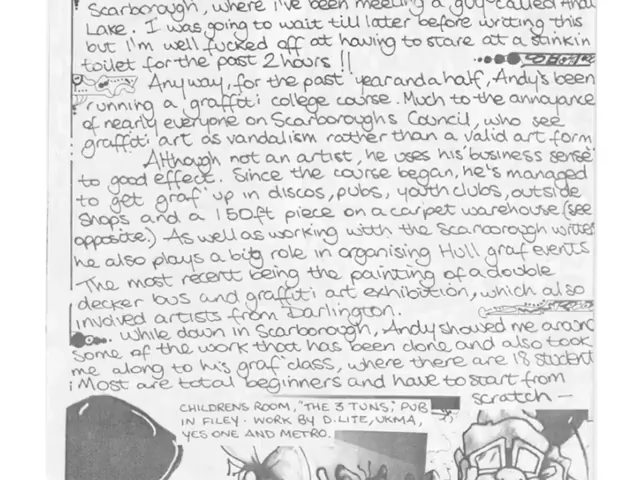 Scarborough, where i've been meeting a guy called Andy
Lake. I was going to wait till later before writing this
but i'm well fucked off at having to stare at a stinkin
toilet for the past 2 hours !!
Anyway, for the past year and a half, Andy's been
running a graffiti college course. Much to the annoyance
of nearly everyone on Scarboroughs Council, who see
graffiti art as vandalism rather than a valid art form
Although not an artist, he uses his business sense
to good effect. Since the course began, he's managed
to get graf up in discos, pubs, youth clubs, outside
shops and a 150ft piece on a carpet warehouse (see
opposite.) As well as working with the Scarborough writers
he also plays a big role in organising Hull graf events
The most recent being the painting of a double
decker bus and graffiti art exhibition, which also
involved artists from Darlington.
While down in Scarborough, Andy showed me around
some of the work that has been done and also took
me along to his graf class, where there are 18 student
Most are total beginners and have to start from
scratch —
CHILDRENS ROOM, "THE 3 TUNS," PUB
IN FILEY. WORK BY D.LITE, UKMA,
YES ONE AND METRO.